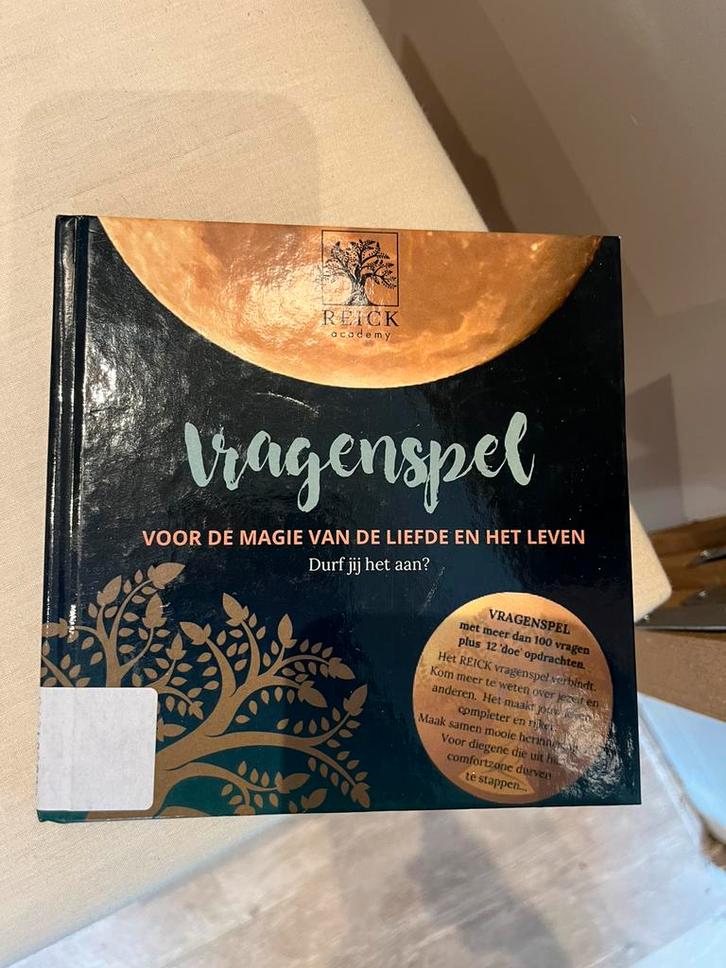 REICK
academy
Vragenspel
VOOR DE MAGIE VAN DE LIEFDE EN HET LEVEN
Durf jij het aan?
VRAGENSPEL
met meer dan 100 vragen
plus 12 'doe' opdrachten.
Het REICK vragenspel verbindt.
Kom meer te weten over jezelf en
anderen. Het maakt jouw leven
completer en rijker.
Maak samen mooie
Voor diegene die uit
comfortzone durven
te stappen...